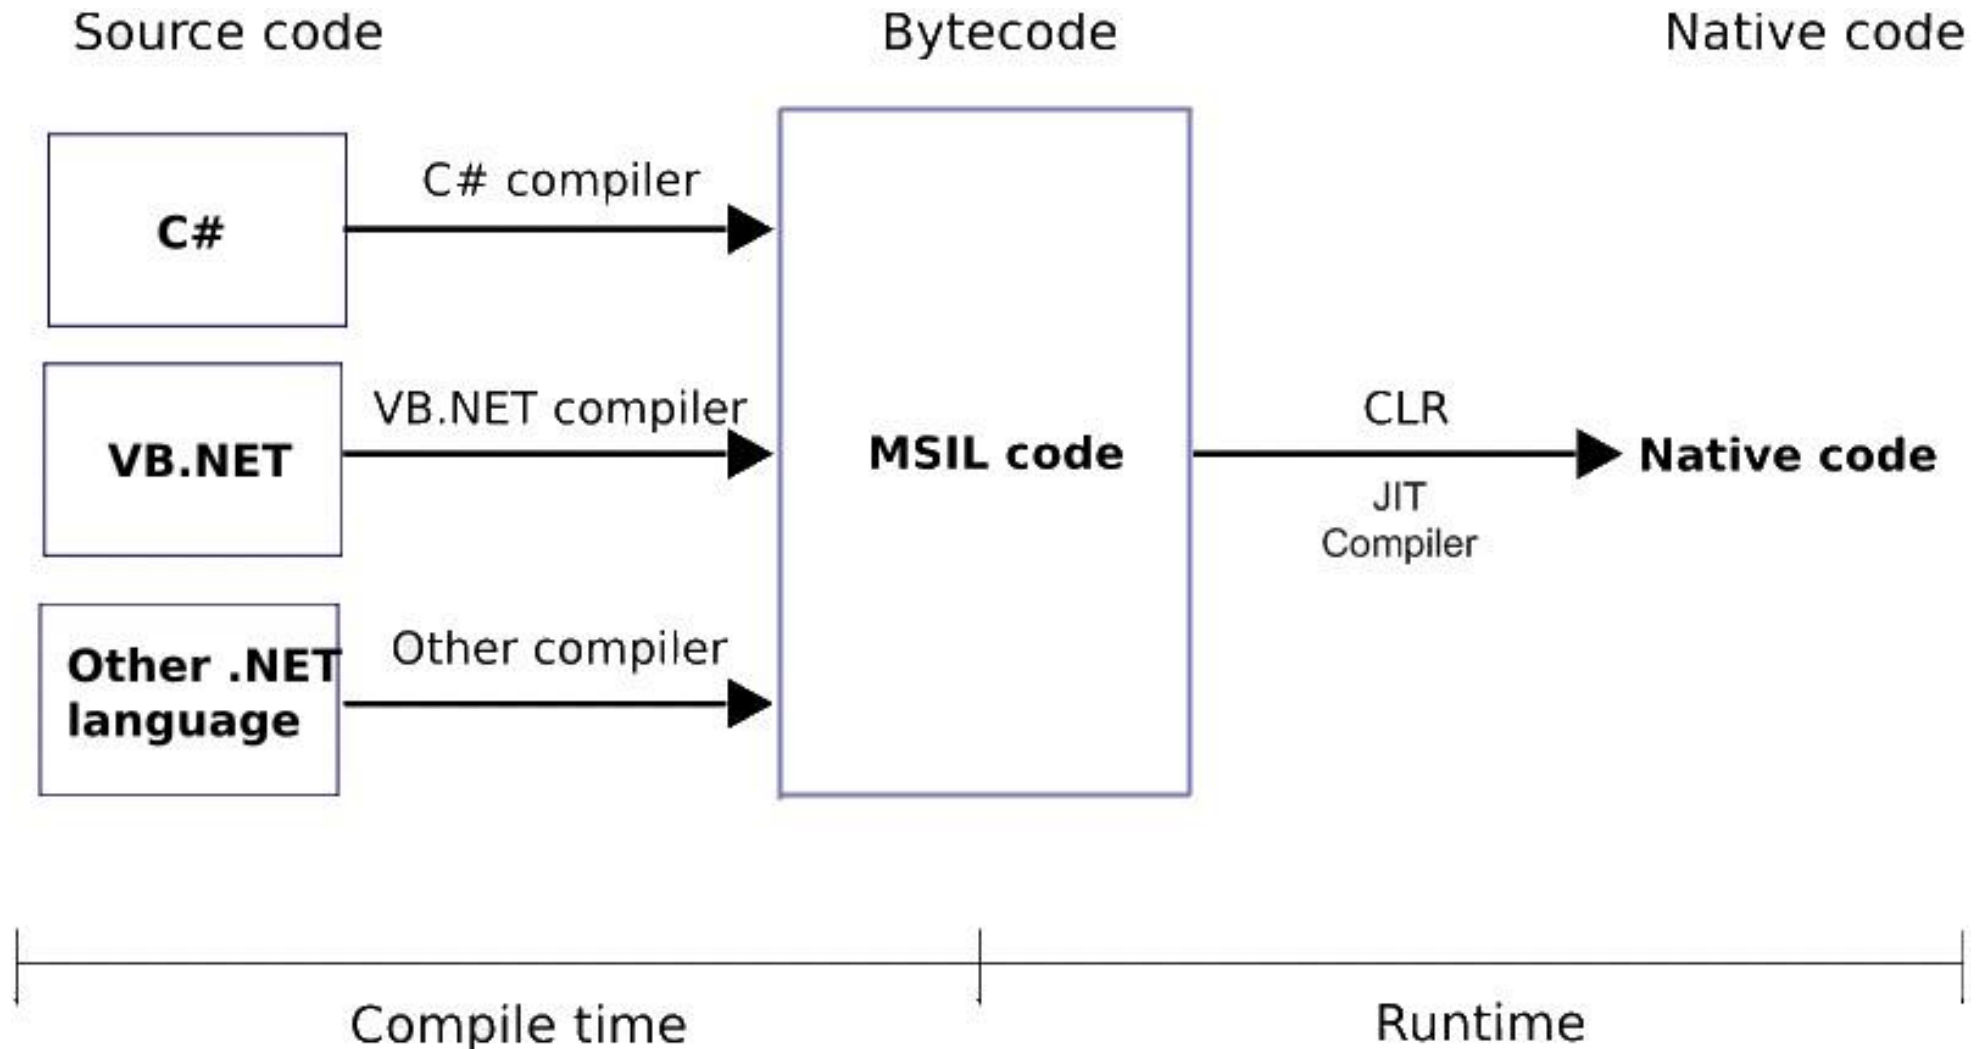 Source code
Bytecode
Native code
C#
C# compiler
VB.NET
VB.NET compiler
MSIL code
CLR
JIT
Compiler
Native code
Other .NET
language
Other compiler
Compile time
Runtime